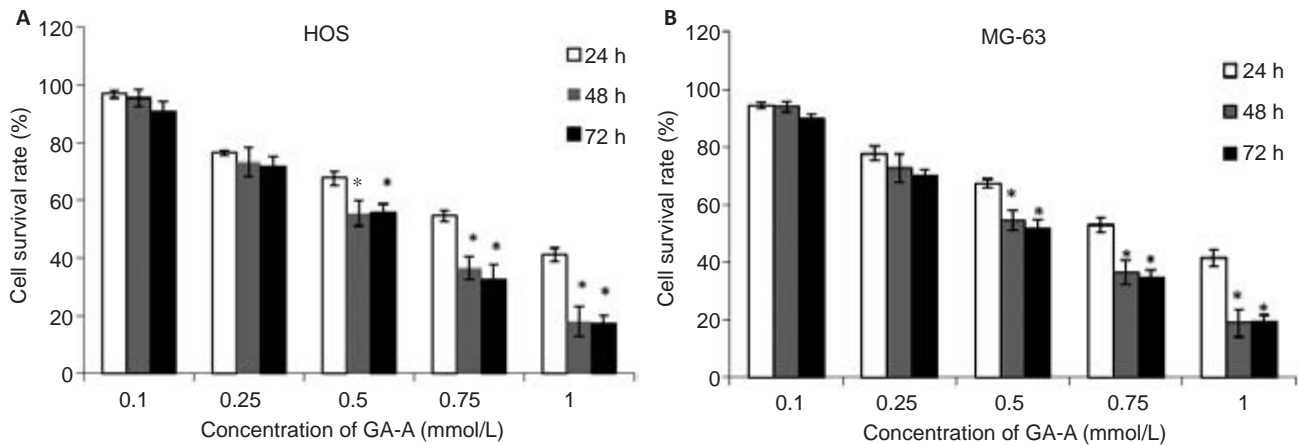 A
HOS
120
100
80
60
40
20
0
Cell survival rate (%)
24 h
48 h
72 h
*
*
*
*
*
*
0.1 0.25 0.5 0.75 1
Concentration of GA-A (mmol/L)
B
MG-63
120
100
80
60
40
20
0
Cell survival rate (%)
24 h
48 h
72 h
*
*
*
*
*
*
0.1 0.25 0.5 0.75 1
Concentration of GA-A (mmol/L)